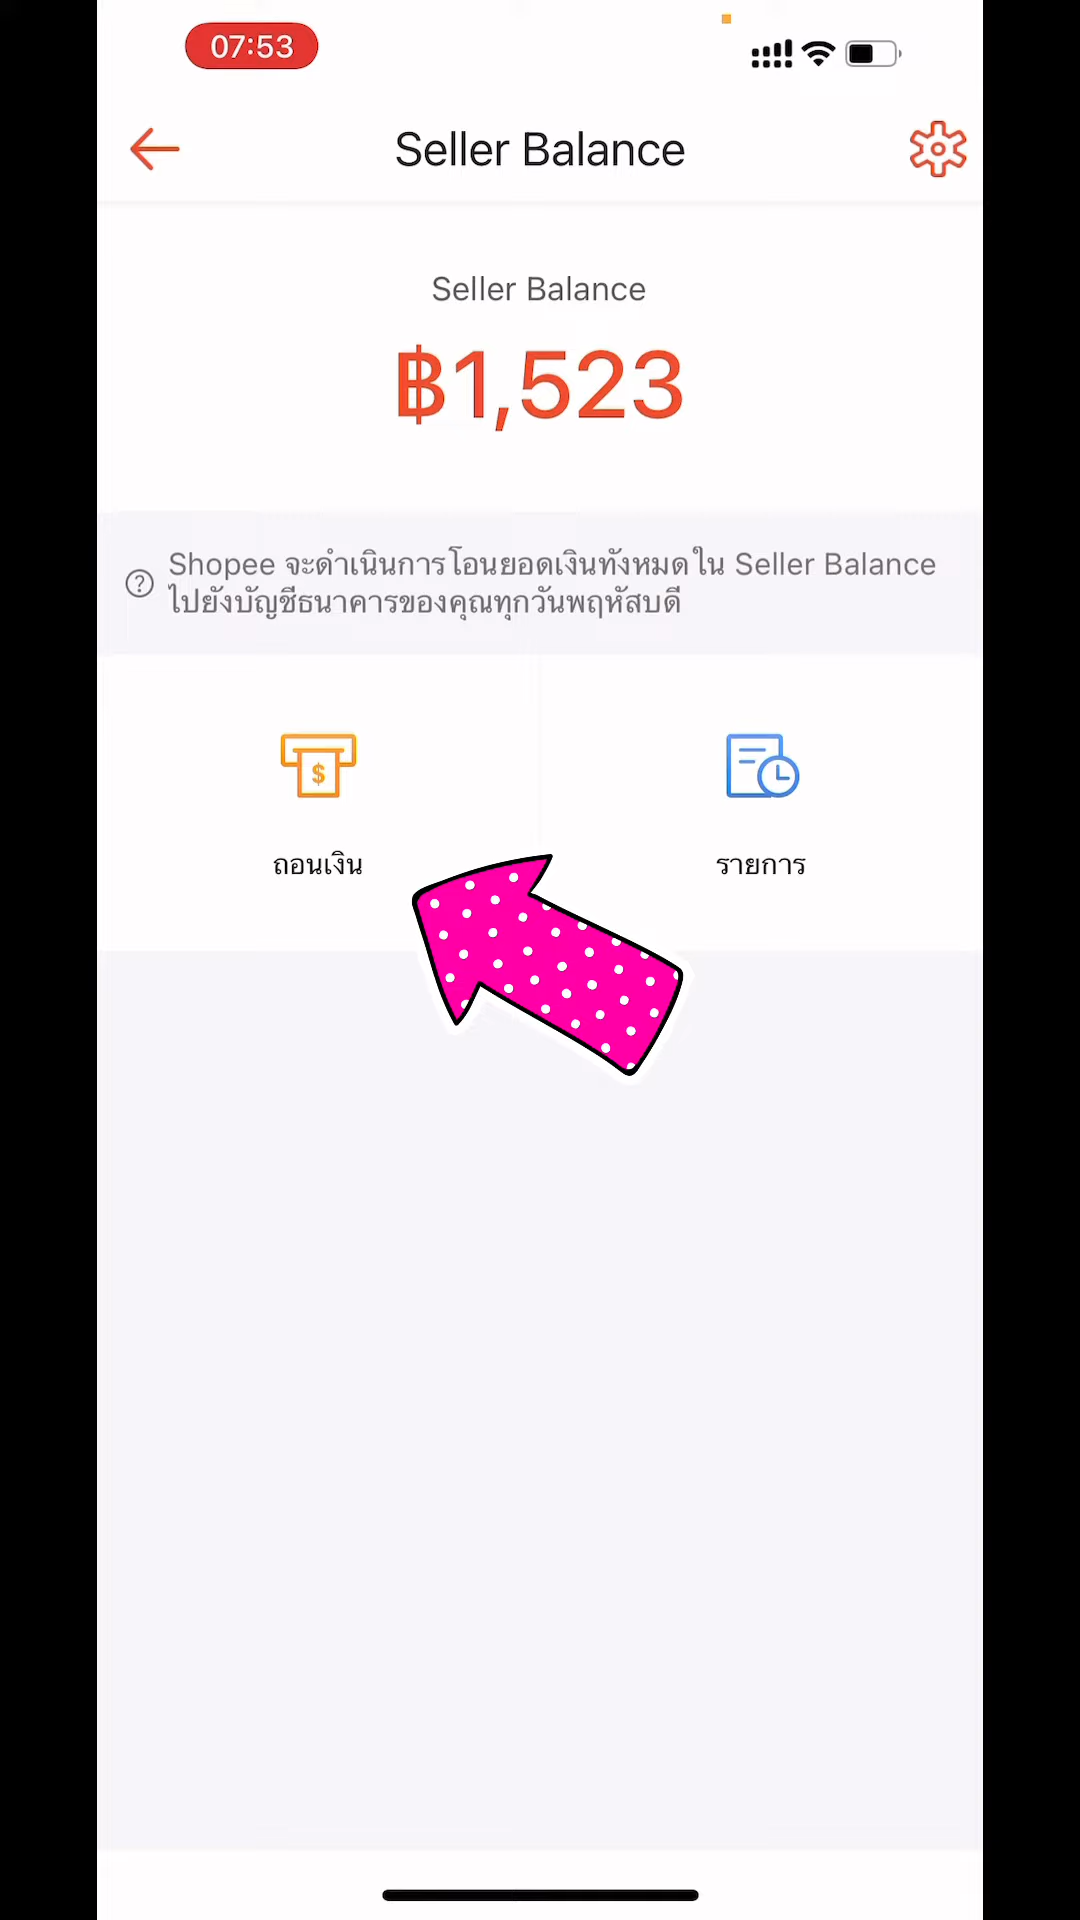 07:53
Seller Balance
Seller Balance
฿1,523
Shopee จะดำเนินการโอนยอดเงินทั้งหมดใน Seller Balance
ไปยังบัญชีธนาคารของคุณทุกวันพฤหัสบดี
ถอนเงิน
รายการ